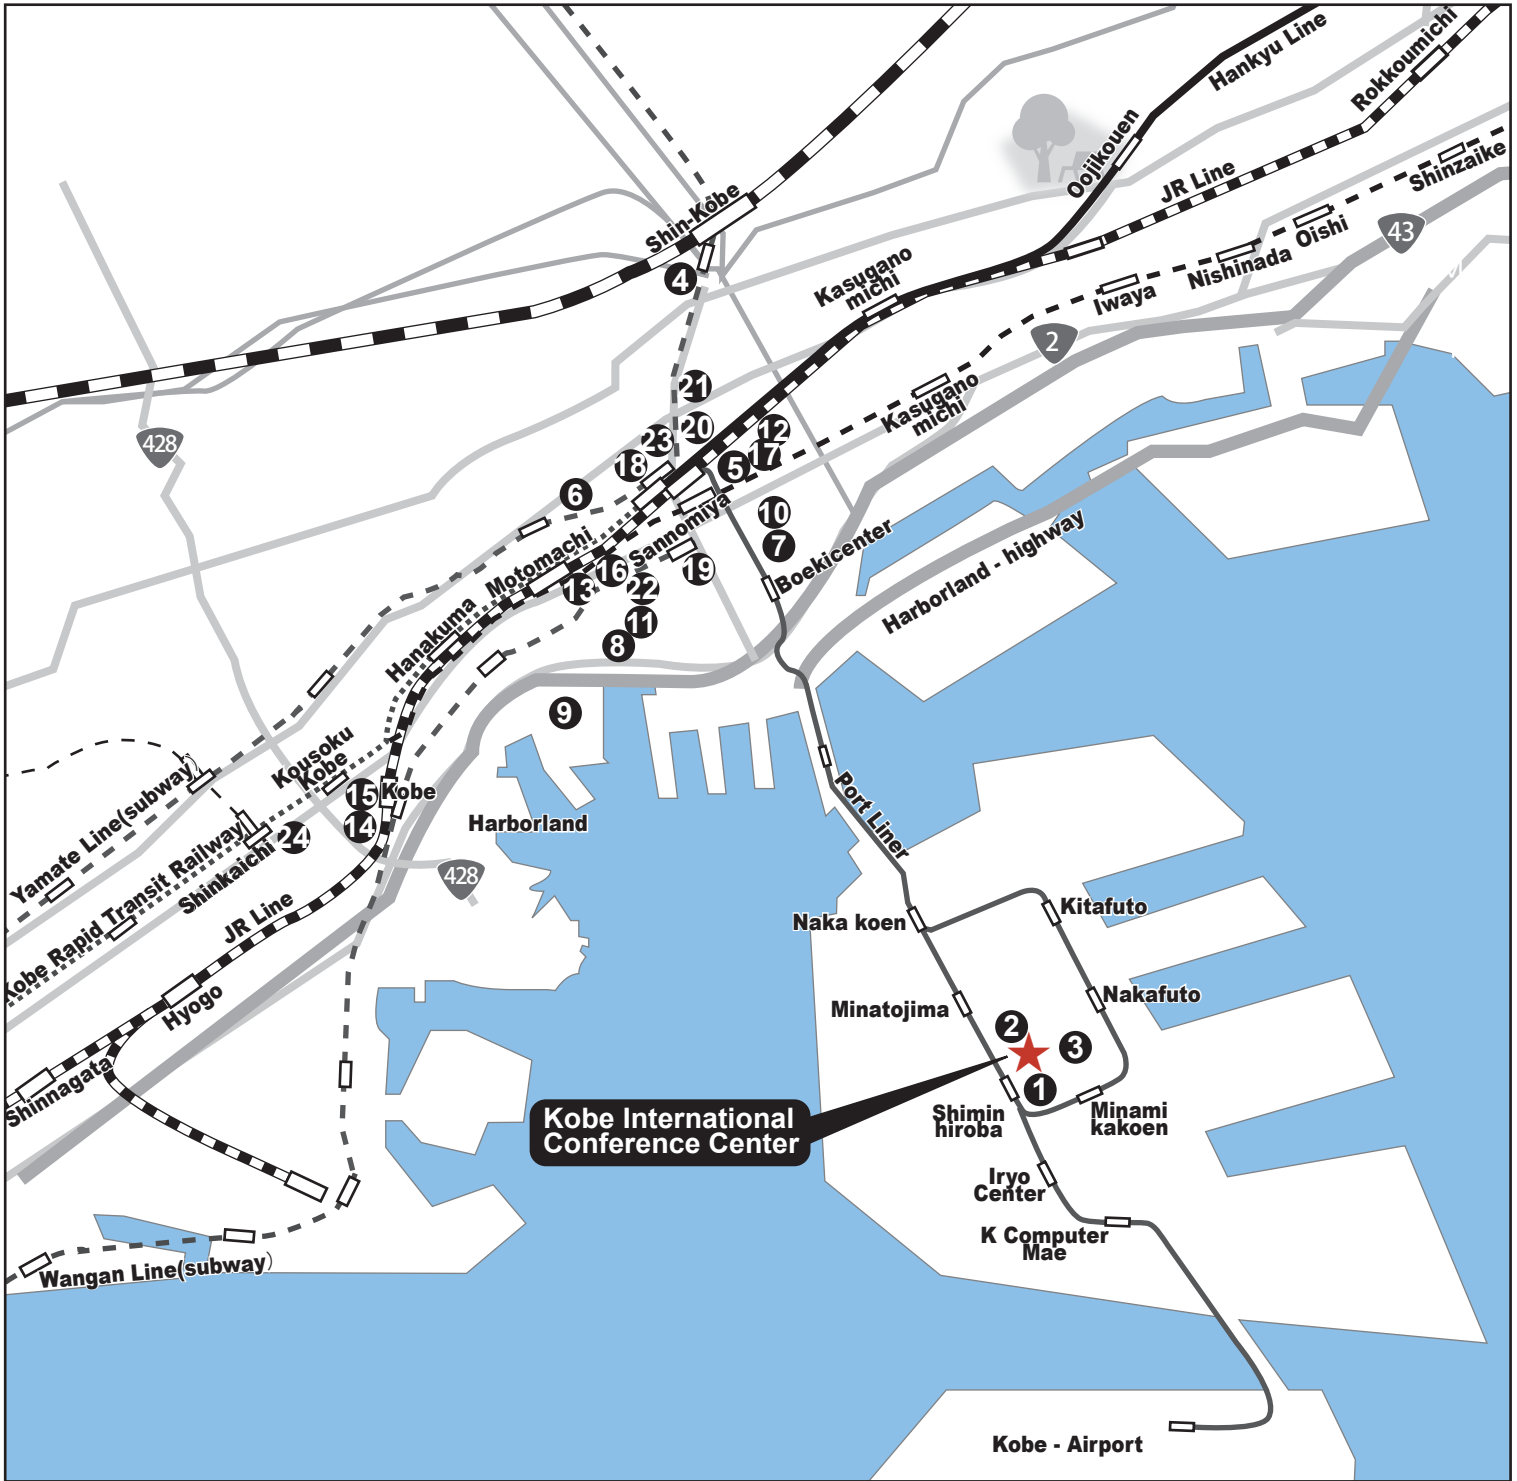 Hankyu Line
Rokkoumichi
Oojikouen
JR Line
Shinzaike
Shin-Kobe
43
Oishi
Nishinada
Kasugano
michi
Iwaya
4
2
21
Kasugano
michi
428
23
20
12
18
5
17
6
10
Sannomiya
7
Motomachi
Boekicenter
Harborland - highway
16
19
13
22
Hanakuma
11
8
9
Kousoku
Kobe
15
Kobe
Port Liner
Yamate Line(subway)
14
Harborland
24
Kobe Rapid Transit Railway
Shinkaichi
428
JR Line
Naka koen
Kitafuto
Hyogo
Minatojima
Nakafuto
2
3
Shinnagata
1
Kobe International
Conference Center
Shimin
hiroba
Minami
kakoen
Iryo
Center
K Computer
Mae
Wangan Line(subway)
Kobe - Airport